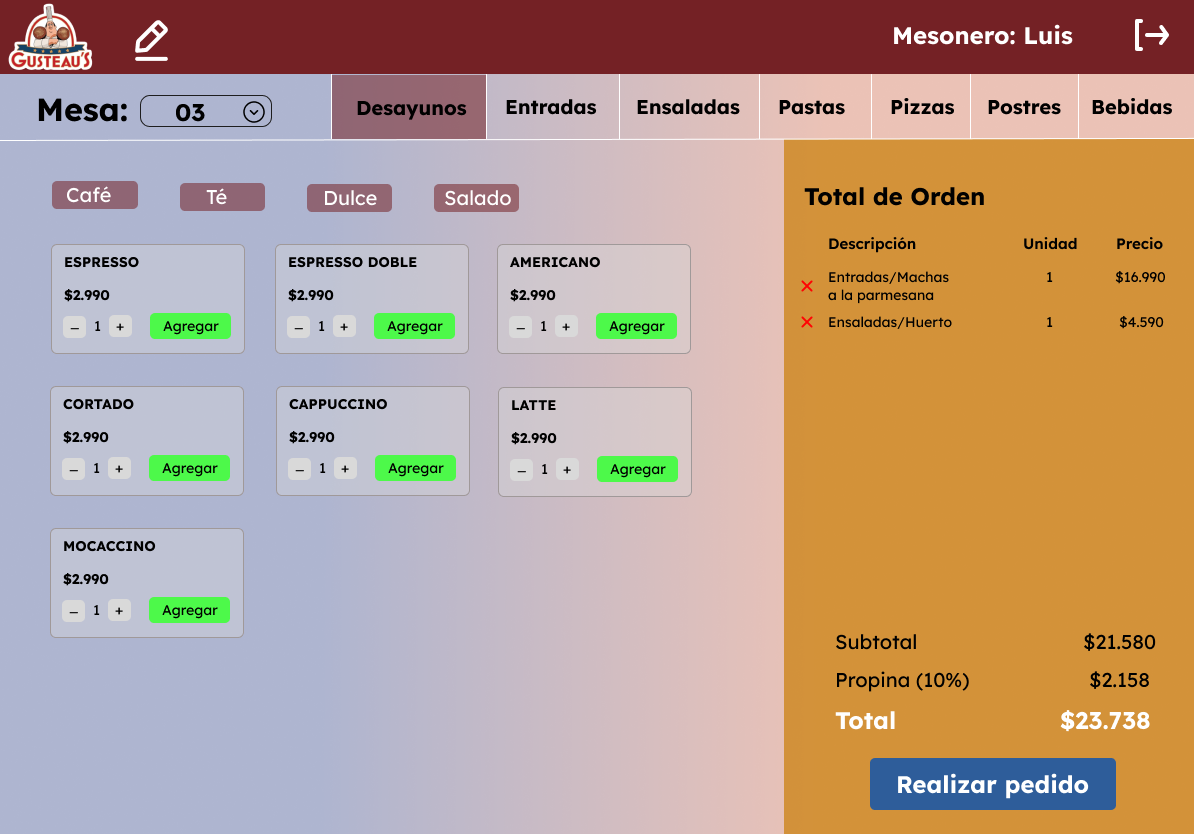 GUSTEAU'S
Mesonero: Luis
Mesa: 03
Desayunos Entradas Ensaladas Pastas Pizzas Postres Bebidas
Café Té Dulce Salado
ESPRESSO
$2.990
– 1 + Agregar
ESPRESSO DOBLE
$2.990
– 1 + Agregar
AMERICANO
$2.990
– 1 + Agregar
CORTADO
$2.990
– 1 + Agregar
CAPPUCCINO
$2.990
– 1 + Agregar
LATTE
$2.990
– 1 + Agregar
MOCACCINO
$2.990
– 1 + Agregar
Total de Orden
Descripción Unidad Precio
Entradas/Machas 1 $16.990
a la parmesana
Ensaladas/Huerto 1 $4.590
Subtotal $21.580
Propina (10%) $2.158
Total $23.738
Realizar pedido